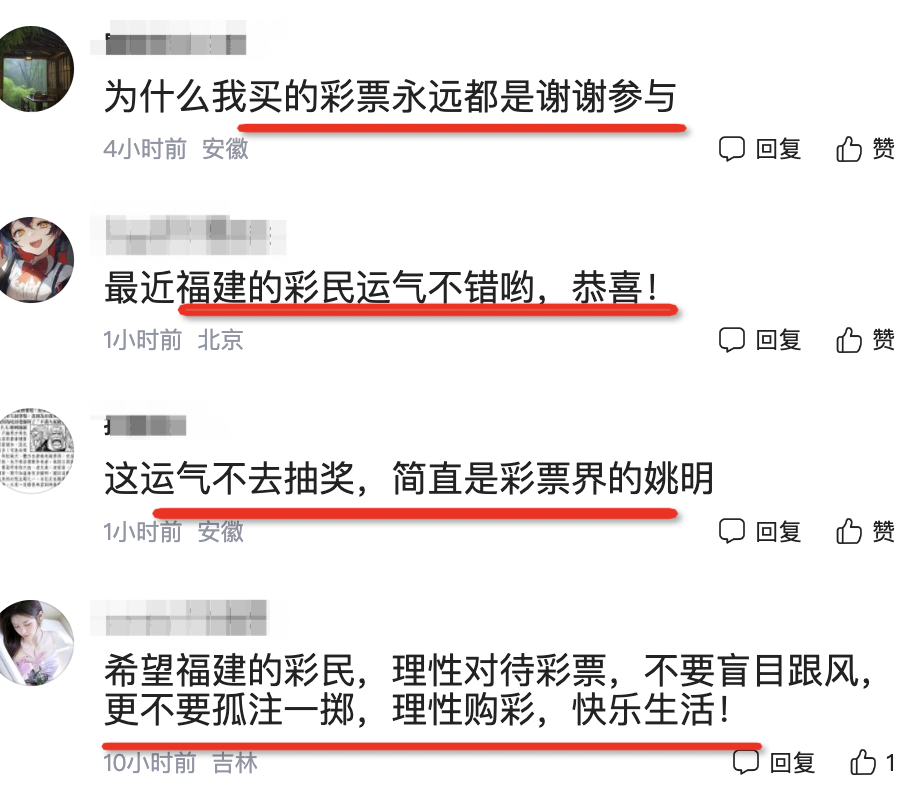 为什么我买的彩票永远都是谢谢参与
4小时前 安徽 回复 赞
最近福建的彩民运气不错哟，恭喜！
1小时前 北京 回复 赞
这运气不去抽奖，简直是彩票界的姚明
1小时前 安徽 回复 赞
希望福建的彩民，理性对待彩票，不要盲目跟风，
更不要孤注一掷，理性购彩，快乐生活！
10小时前 吉林 回复 1